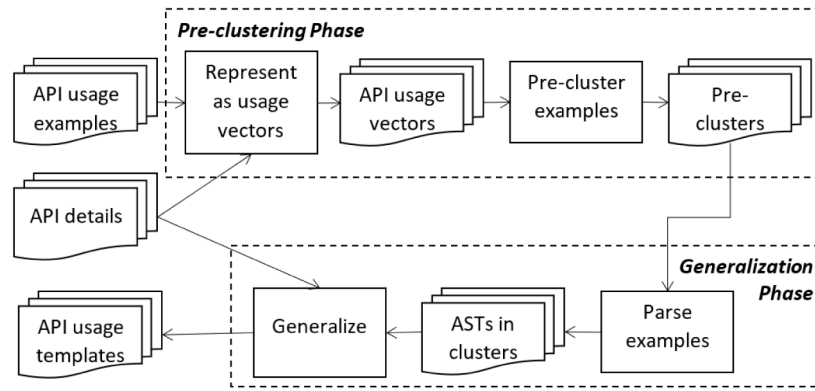 Pre-clustering Phase
API usage
examples
Represent
as usage
vectors
API usage
vectors
Pre-cluster
examples
Pre-
clusters
API details
Generalization
Phase
API usage
templates
Generalize
ASTs in
clusters
Parse
examples